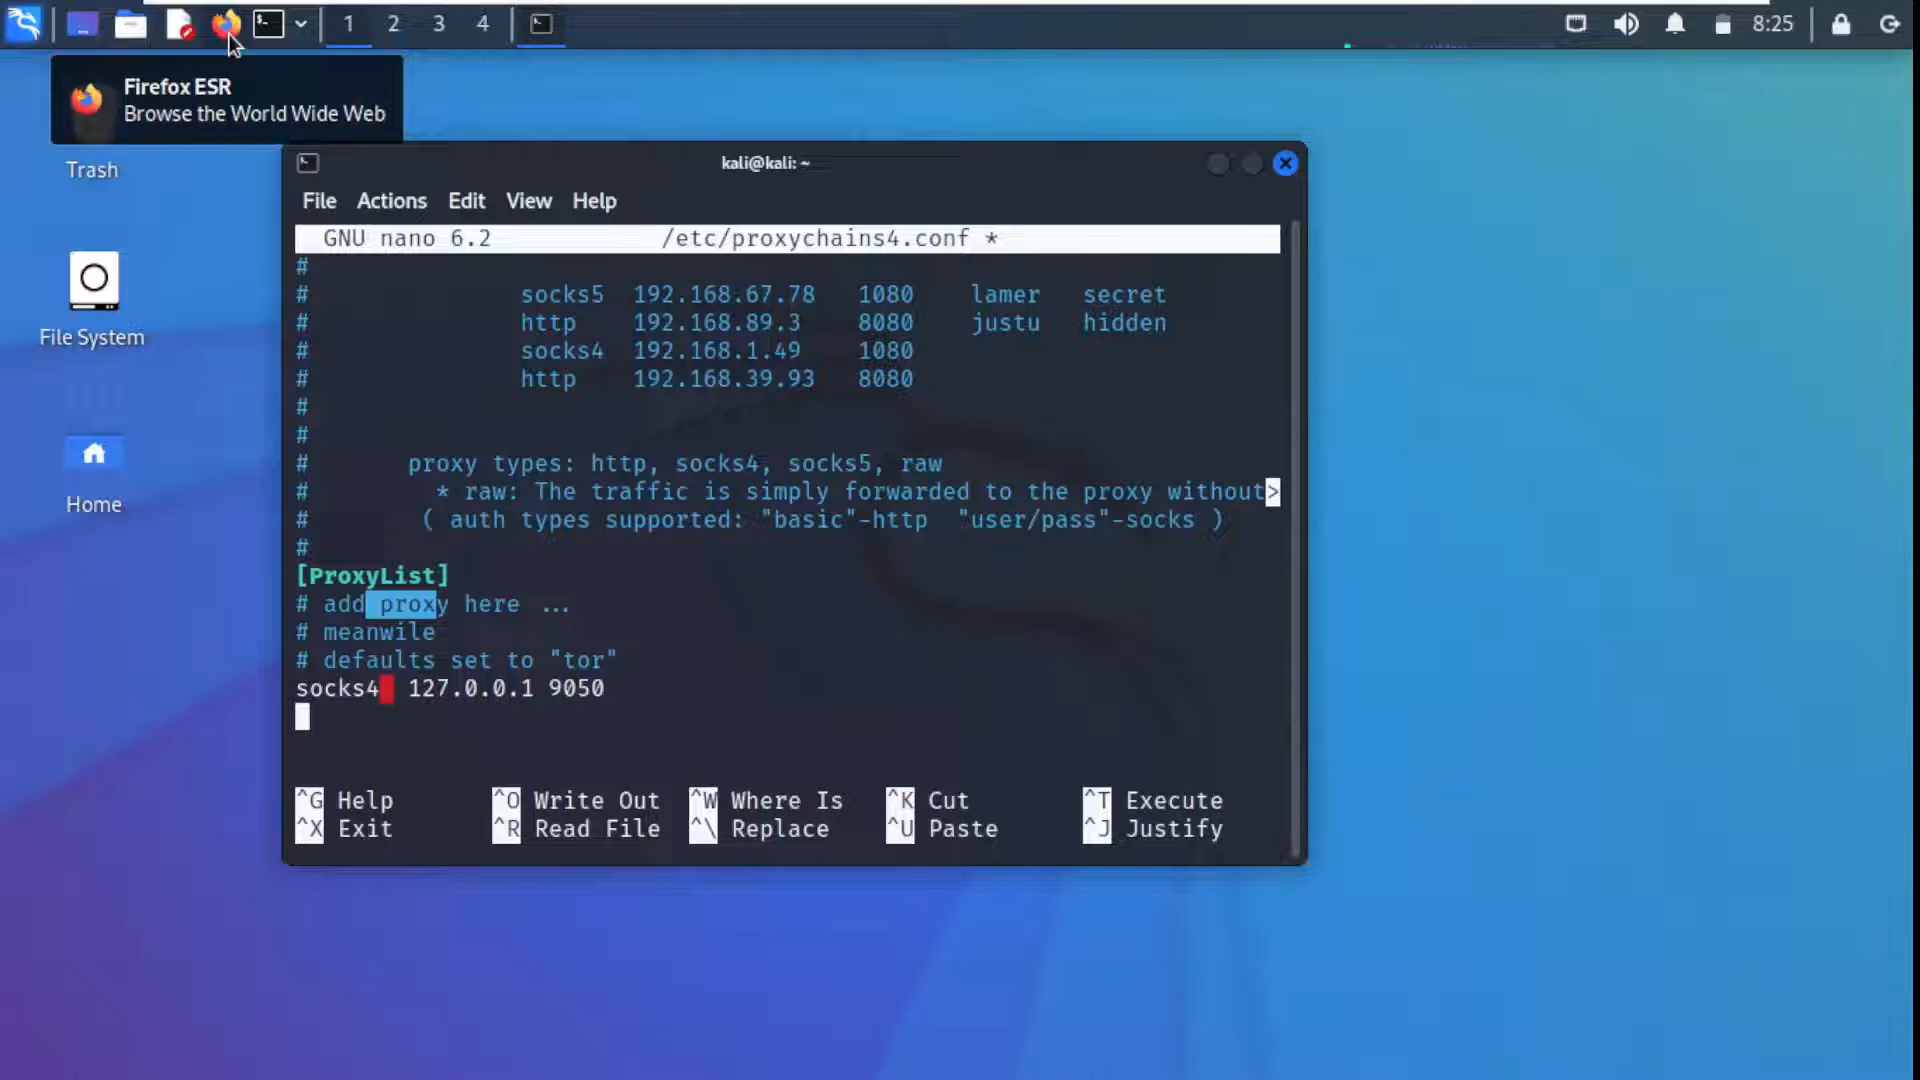 1 2 3 4 8:25
Firefox ESR
Browse the World Wide Web
Trash
File System
Home
kali@kali: ~
File Actions Edit View Help
GNU nano 6.2 /etc/proxychains4.conf *
#
# socks5 192.168.67.78 1080 lamer secret
# http 192.168.89.3 8080 justu hidden
# socks4 192.168.1.49 1080
# http 192.168.39.93 8080
#
#
# proxy types: http, socks4, socks5, raw
# * raw: The traffic is simply forwarded to the proxy without>
# ( auth types supported: "basic"-http "user/pass"-socks )
#
[ProxyList]
# add proxy here ...
# meanwile
# defaults set to "tor"
socks4 127.0.0.1 9050
^G Help ^O Write Out ^W Where Is ^K Cut ^T Execute
^X Exit ^R Read File ^\ Replace ^U Paste ^J Justify